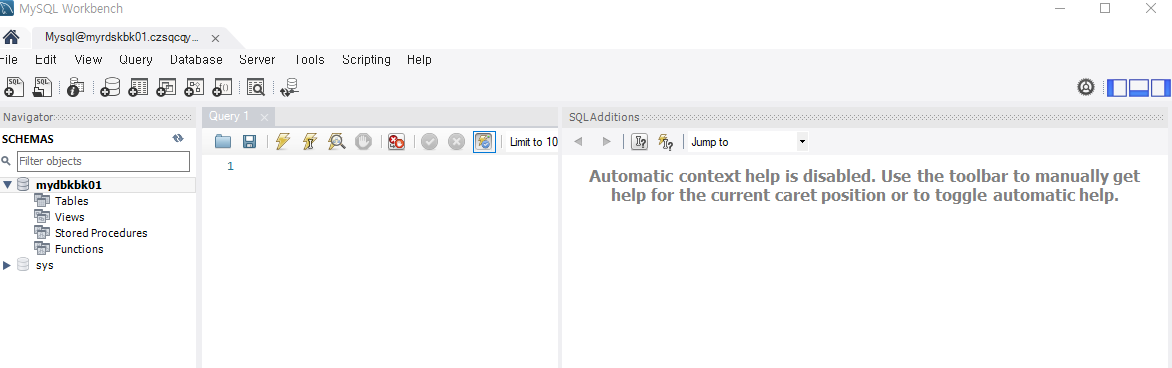 MySQL Workbench
Mysql@myrdskbk01.czsqcqy...
File Edit View Query Database Server Tools Scripting Help
Navigator
SCHEMAS
Filter objects
mydbkbk01
Tables
Views
Stored Procedures
Functions
sys
Query 1
Limit to 10
1
SQLAdditions
Jump to
Automatic context help is disabled. Use the toolbar to manually get
help for the current caret position or to toggle automatic help.